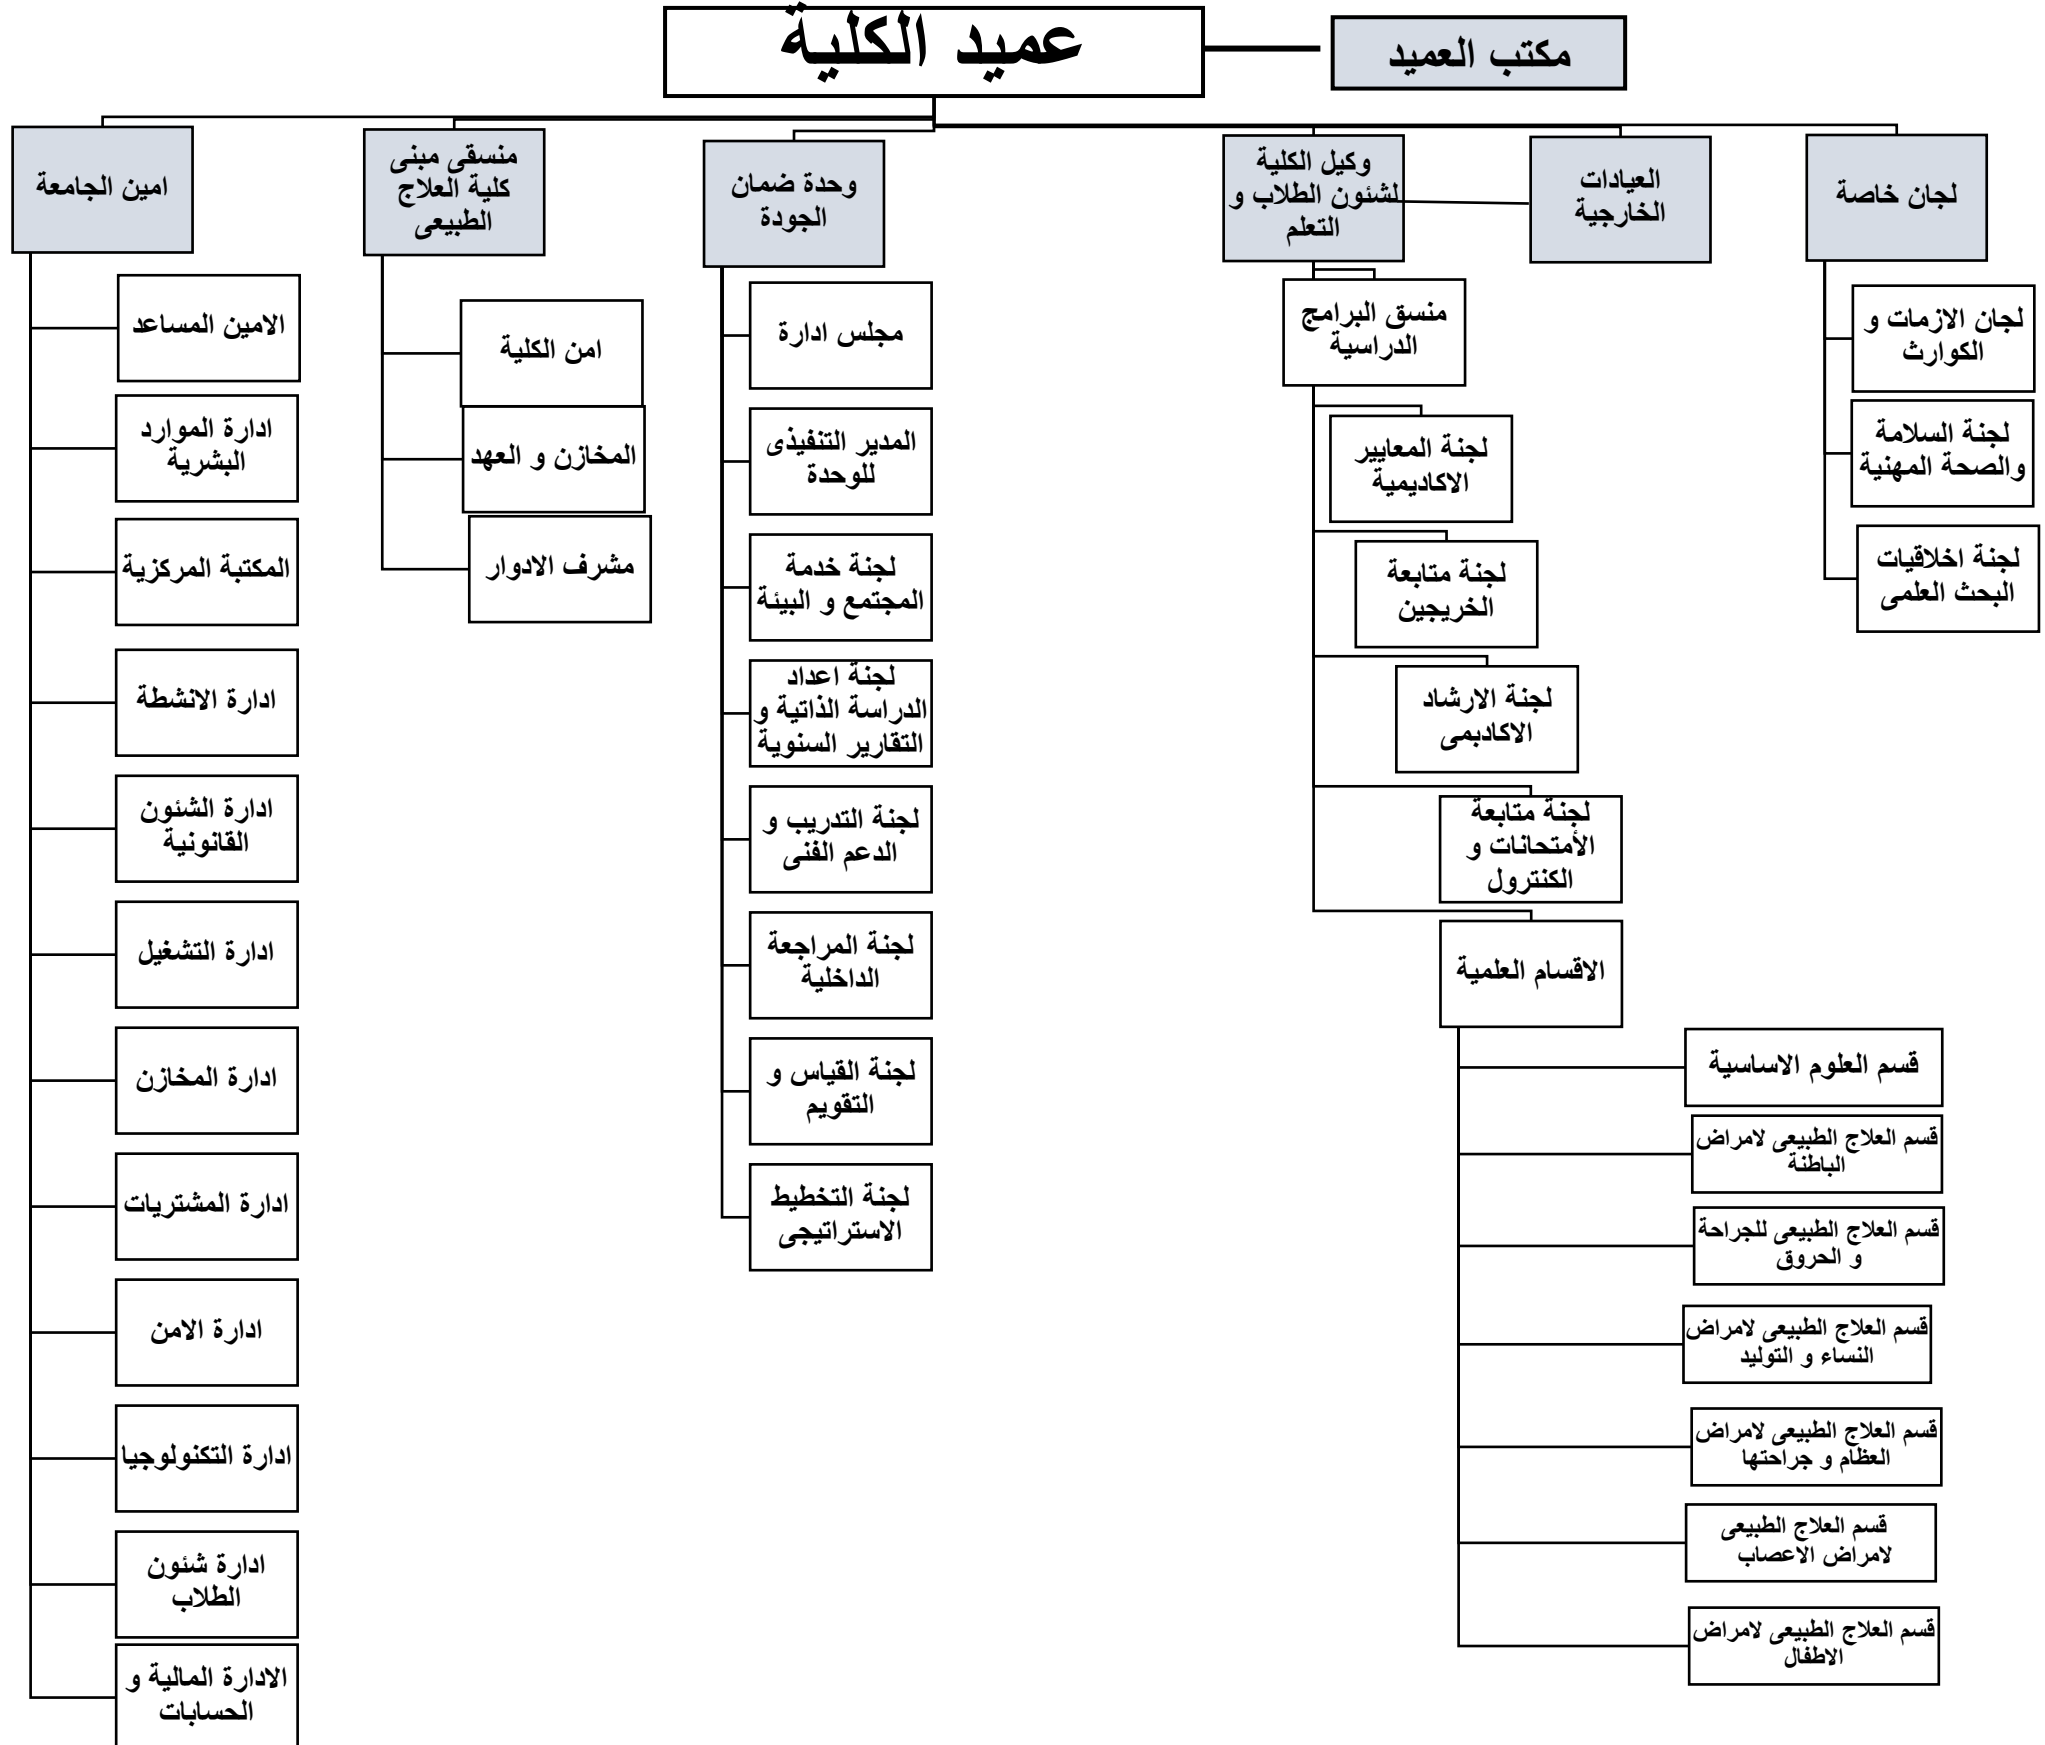 عميد الكلية
مكتب العميد
لجان خاصة
لجان الازمات و
الكوارث
لجنة السلامة
والصحة المهنية
لجنة اخلاقيات
البحث العلمى
العيادات
الخارجية
وكيل الكلية
لشئون الطلاب و
التعلم
منسق البرامج
الدراسية
لجنة المعايير
الاكاديمية
لجنة متابعة
الخريجين
لجنة الارشاد
الاكاديمى
لجنة متابعة
الأمتحانات و
الكنترول
الاقسام العلمية
قسم العلوم الاساسية
قسم العلاج الطبيعى لامراض
الباطنة
قسم العلاج الطبيعى للجراحة
و الحروق
قسم العلاج الطبيعى لامراض
النساء و التوليد
قسم العلاج الطبيعى لامراض
العظام و جراحتها
قسم العلاج الطبيعى
لامراض الاعصاب
قسم العلاج الطبيعى لامراض
الاطفال
وحدة ضمان
الجودة
مجلس ادارة
المدير التنفيذى
للوحدة
لجنة خدمة
المجتمع و البيئة
لجنة اعداد
الدراسة الذاتية و
التقارير السنوية
لجنة التدريب و
الدعم الفنى
لجنة المراجعة
الداخلية
لجنة القياس و
التقويم
لجنة التخطيط
الاستراتيجى
منسقى مبنى
كلية العلاج
الطبيعى
امن الكلية
المخازن و العهد
مشرف الادوار
امين الجامعة
الامين المساعد
ادارة الموارد
البشرية
المكتبة المركزية
ادارة الانشطة
ادارة الشئون
القانونية
ادارة التشغيل
ادارة المخازن
ادارة المشتريات
ادارة الامن
ادارة التكنولوجيا
ادارة شئون
الطلاب
الادارة المالية و
الحسابات